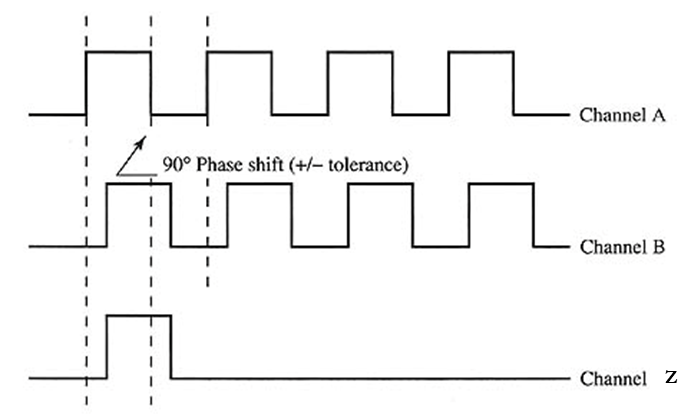 Channel A
90° Phase shift (+/– tolerance)
Channel B
Channel Z